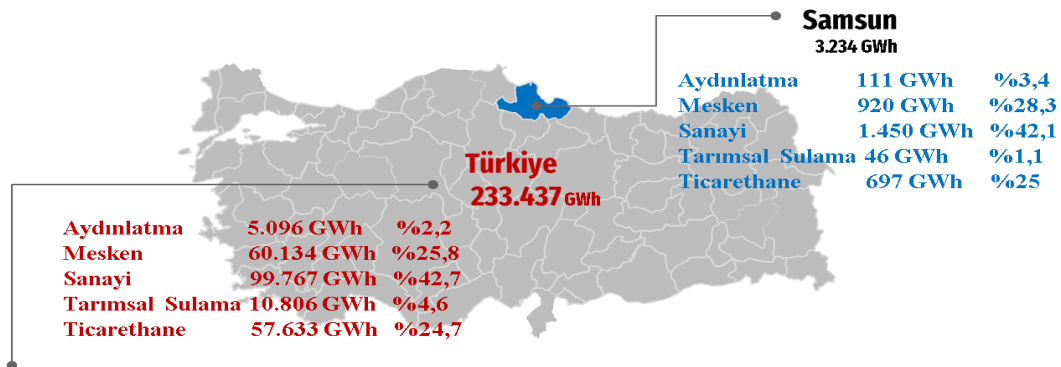 Samsun
3.234 GWh
Aydınlatma 111 GWh %3,4
Mesken 920 GWh %28,3
Sanayi 1.450 GWh %42,1
Tarımsal Sulama 46 GWh %1,1
Ticarethane 697 GWh %25
Türkiye
233.437 GWh
Aydınlatma 5.096 GWh %2,2
Mesken 60.134 GWh %25,8
Sanayi 99.767 GWh %42,7
Tarımsal Sulama 10.806 GWh %4,6
Ticarethane 57.633 GWh %24,7